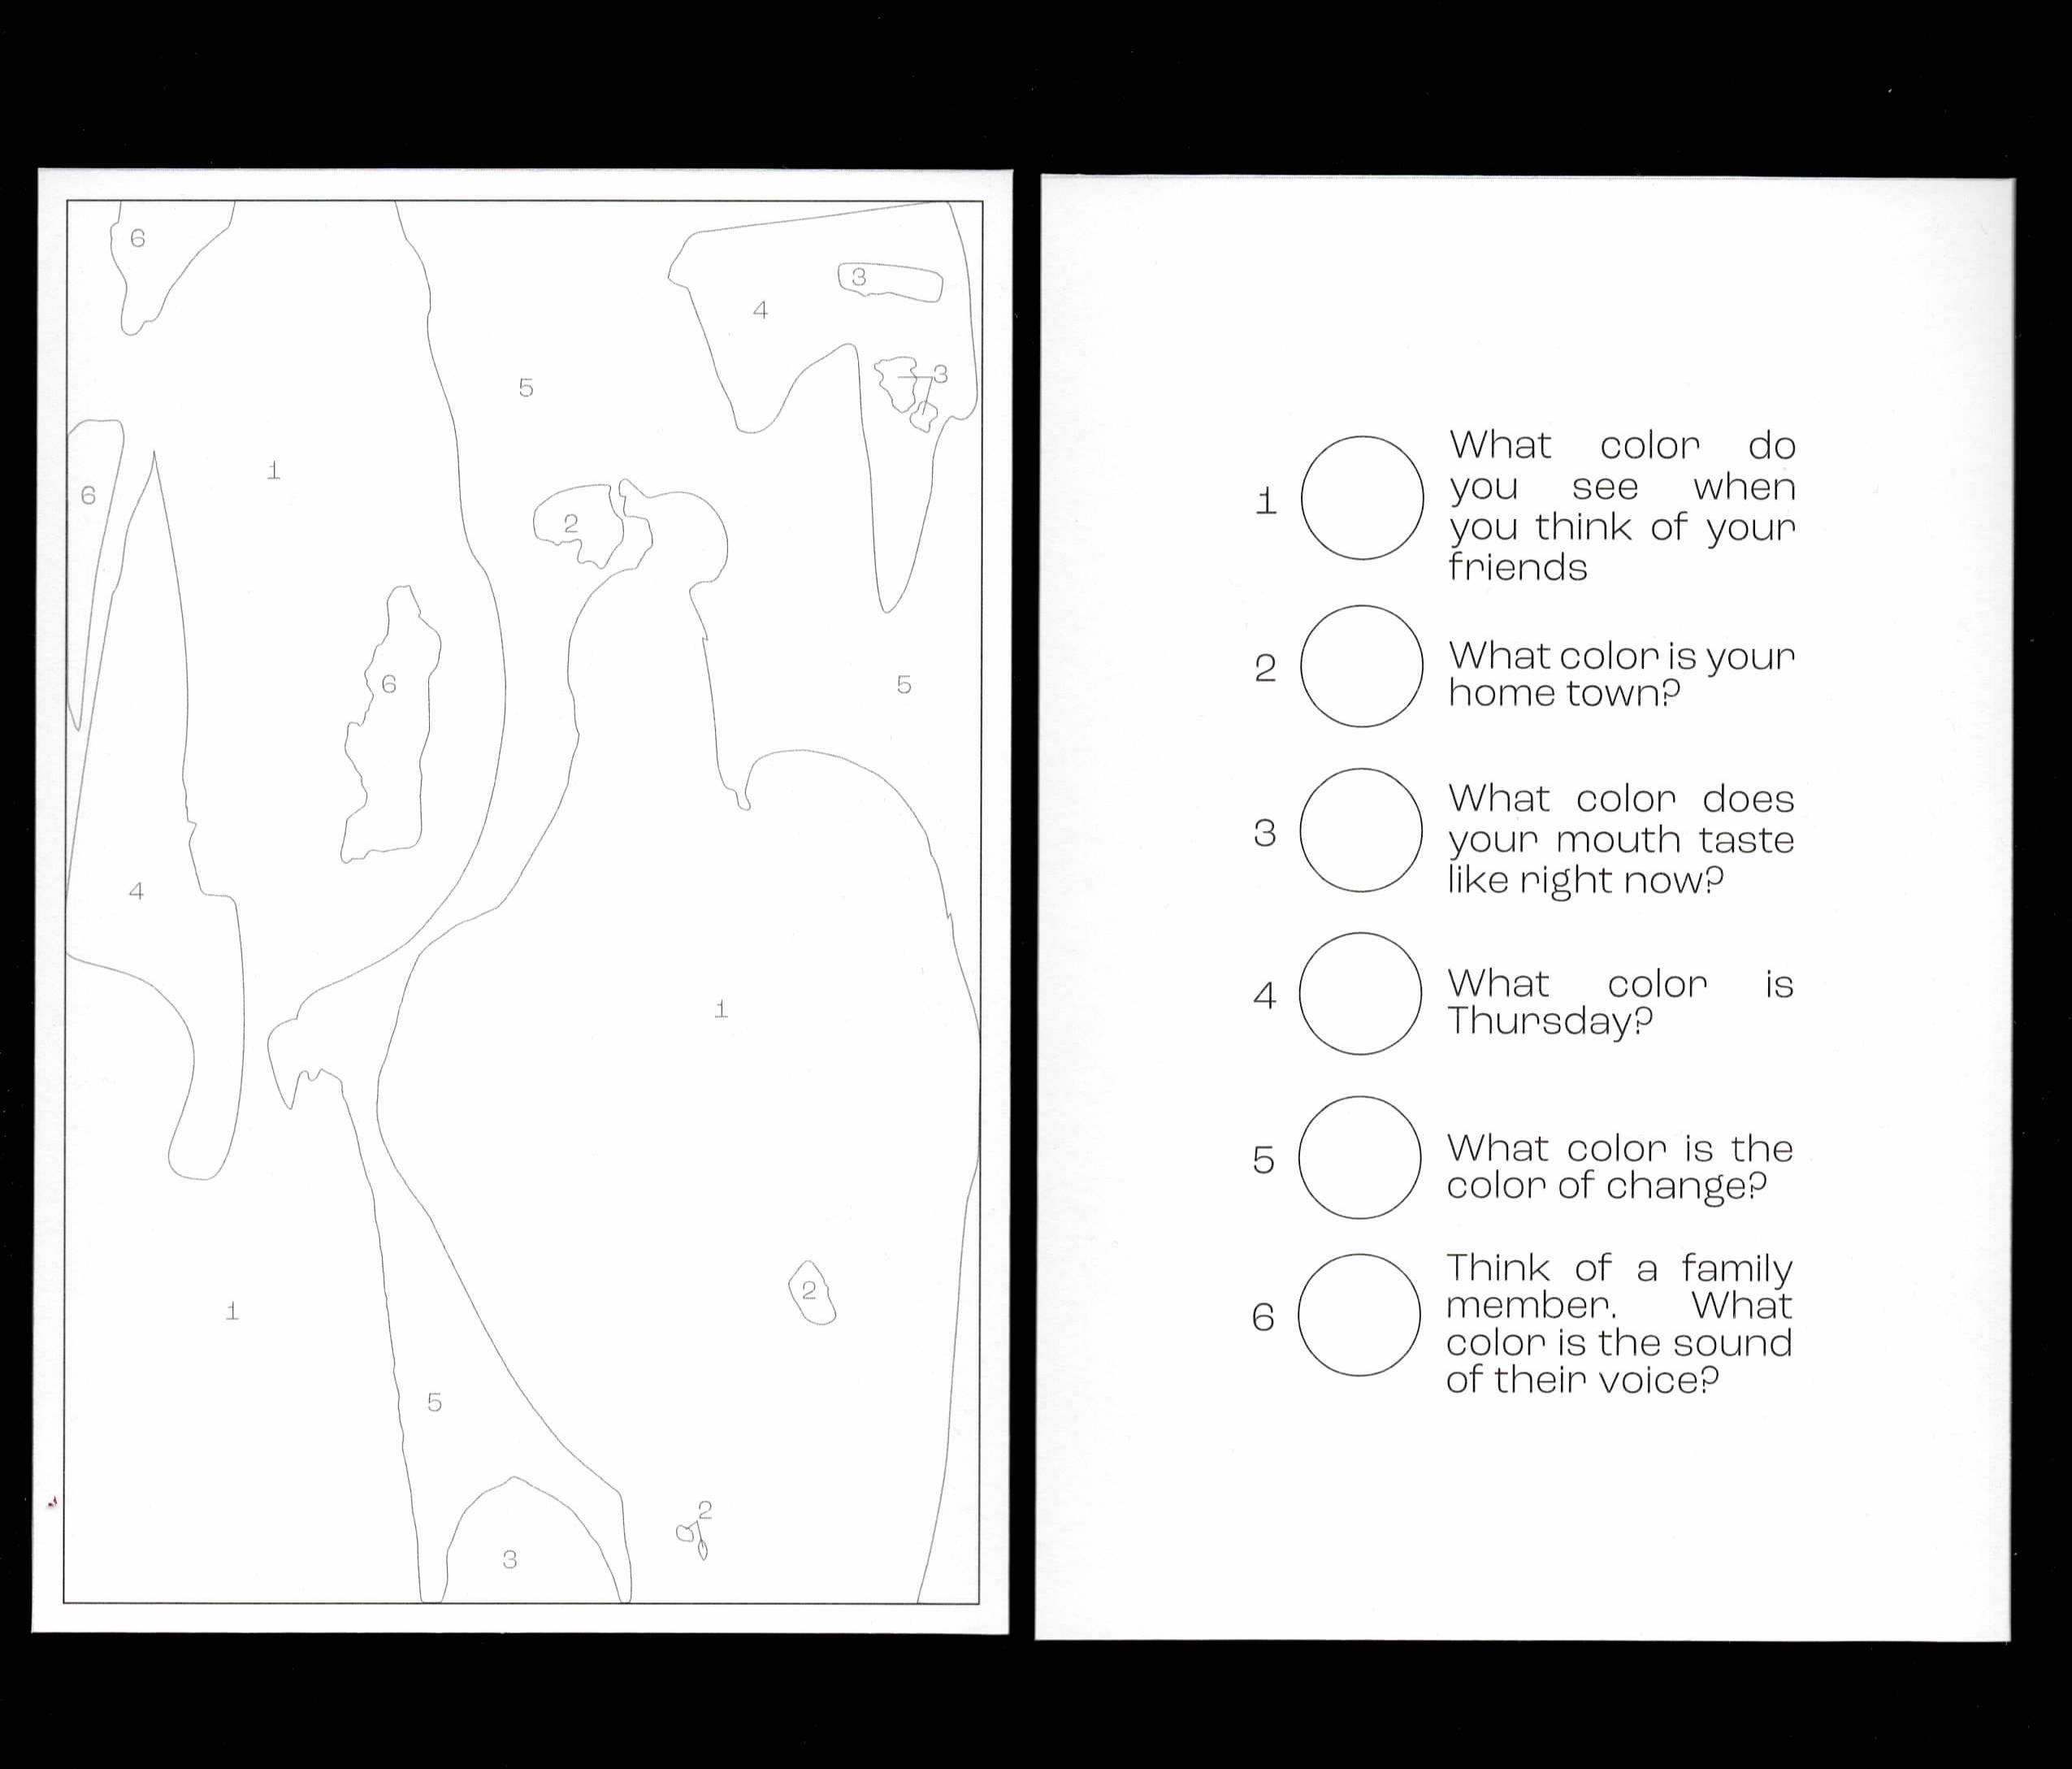 6
3
4
3
5
1
6
2
6
5
4
1
2
1
5
2
3
1 What color do
you see when
you think of your
friends
2 What color is your
home town?
3 What color does
your mouth taste
like right now?
4 What color is
Thursday?
5 What color is the
color of change?
6 Think of a family
member. What
color is the sound
of their voice?